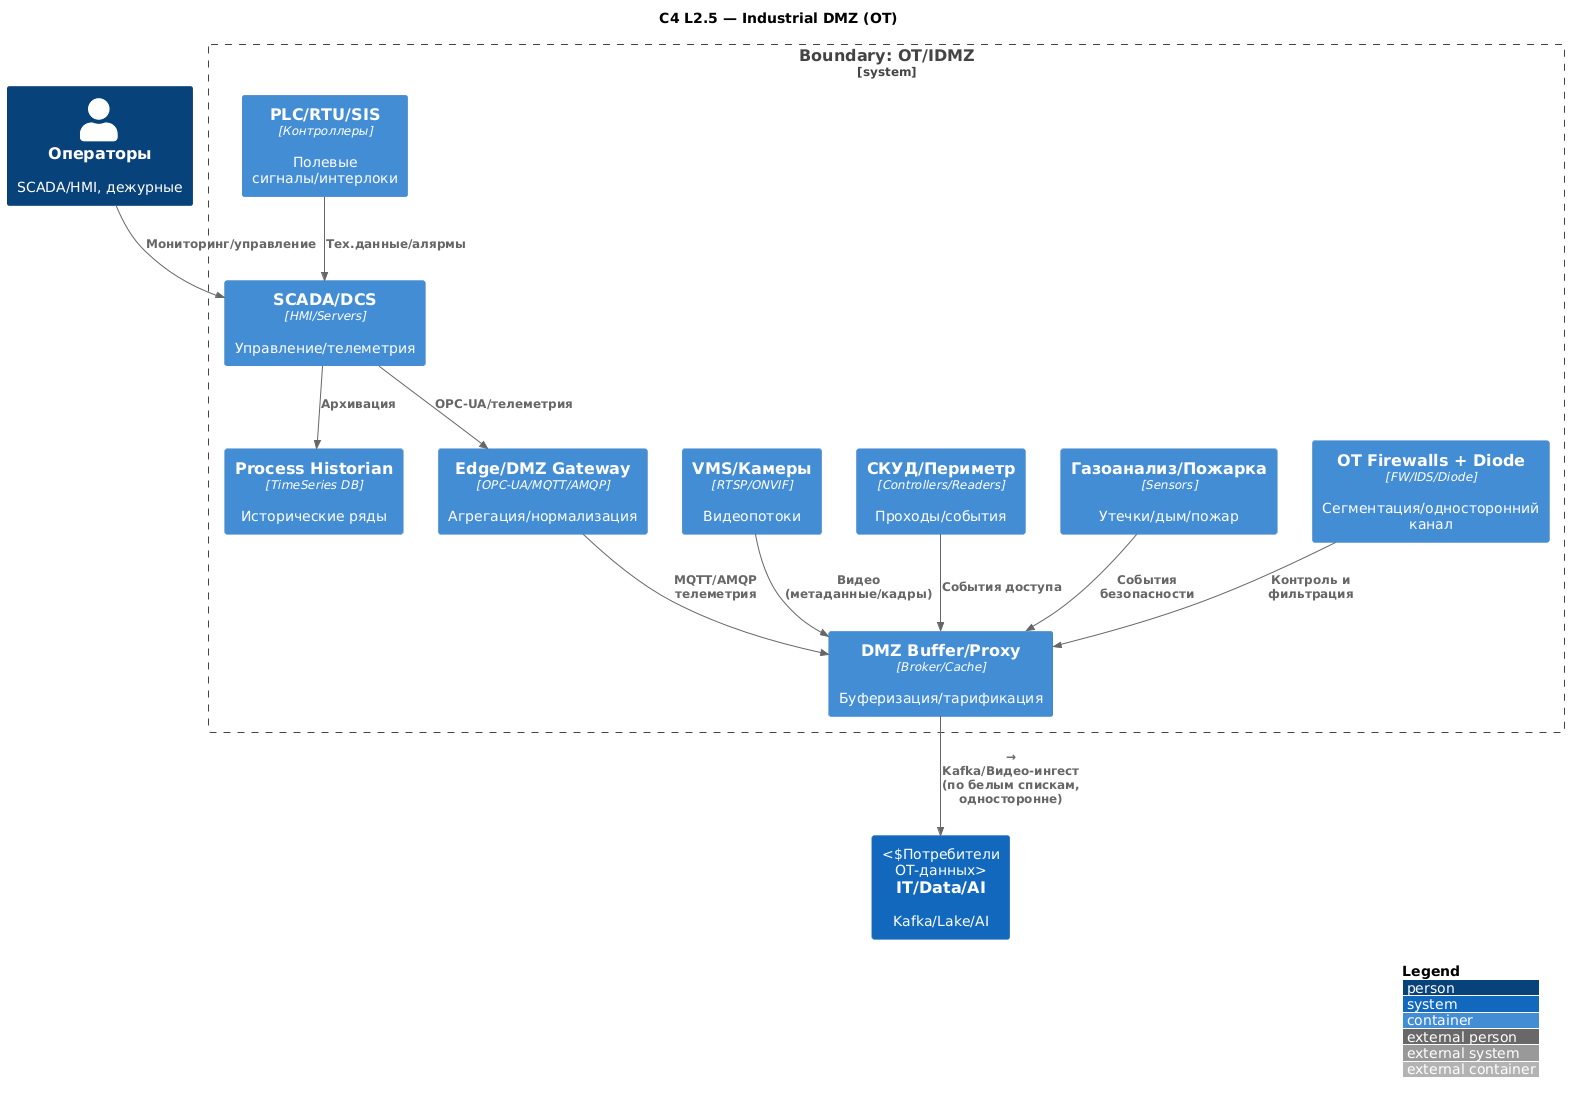 C4 L2.5 — Industrial DMZ (OT)
Boundary: OT/IDMZ
[system]
Операторы
SCADA/HMI, дежурные
PLC/RTU/SIS
[Контроллеры]
Полевые
сигналы/интерлоки
Мониторинг/управление
Тех.данные/алярмы
SCADA/DCS
[HMI/Servers]
Управление/телеметрия
Архивация
OPC-UA/телеметрия
Process Historian
[TimeSeries DB]
Исторические ряды
Edge/DMZ Gateway
[OPC-UA/MQTT/AMQP]
Агрегация/нормализация
VMS/Камеры
[RTSP/ONVIF]
Видеопотоки
СКУД/Периметр
[Controllers/Readers]
Проходы/события
Газоанализ/Пожарка
[Sensors]
Утечки/дым/пожар
OT Firewalls + Diode
[FW/IDS/Diode]
Сегментация/односторонний
канал
MQTT/AMQP
телеметрия
Видео
(метаданные/кадры)
События доступа
События
безопасности
Контроль и
фильтрация
DMZ Buffer/Proxy
[Broker/Cache]
Буферизация/тарификация
→
Kafka/Видео-ингест
(по белым спискам,
односторонне)
<$Потребители
OT-данных>
IT/Data/AI
Kafka/Lake/AI
Legend
person
system
container
external person
external system
external container